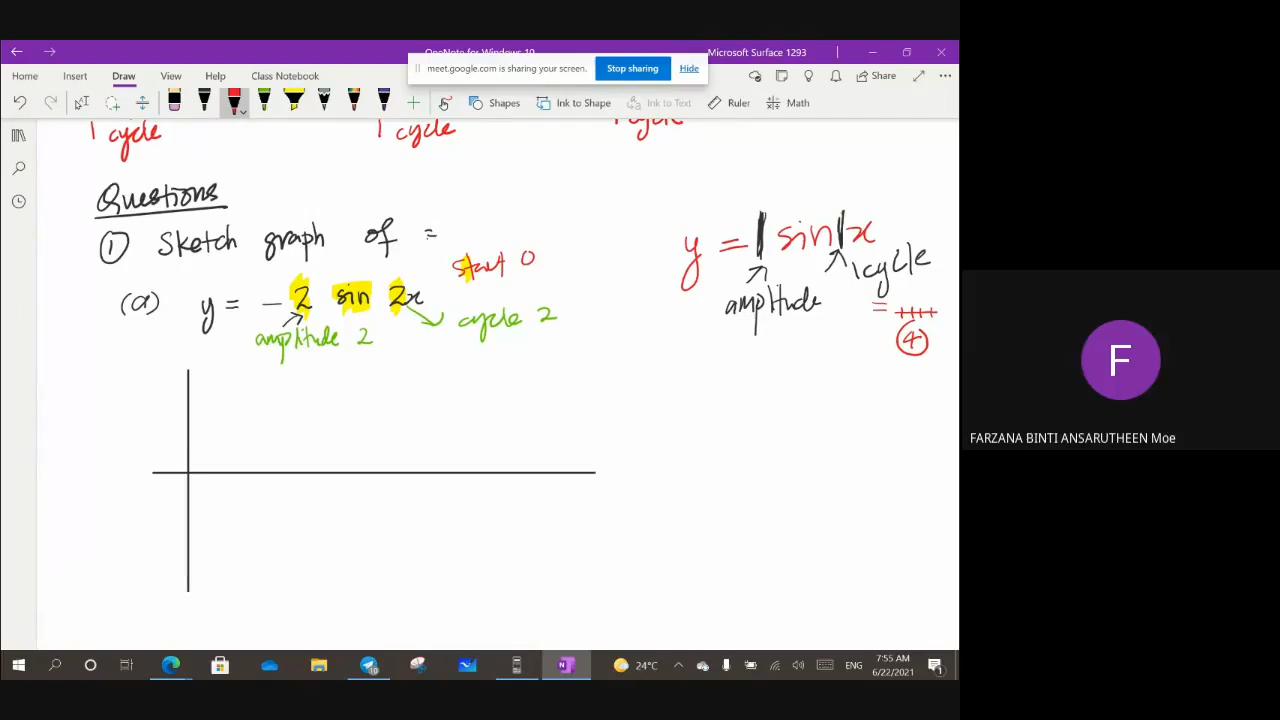 OneNote for Windows 10
Microsoft Surface 1293
meet.google.com is sharing your screen.
Stop sharing
Hide
Home
Insert
Draw
View
Help
Class Notebook
Share
Shapes
Ink to Shape
Ink to Text
Ruler
Math
1 cycle
1 cycle
1 cycle
Questions
① Sketch graph of =
start 0
(a) y = - 2 sin 2x
amplitude 2
cycle 2
y = 1 sin 1x
amplitude
1 cycle
=
④
F
FARZANA BINTI ANSARUTHEEN Moe
24°C
ENG
7:55 AM
6/22/2021